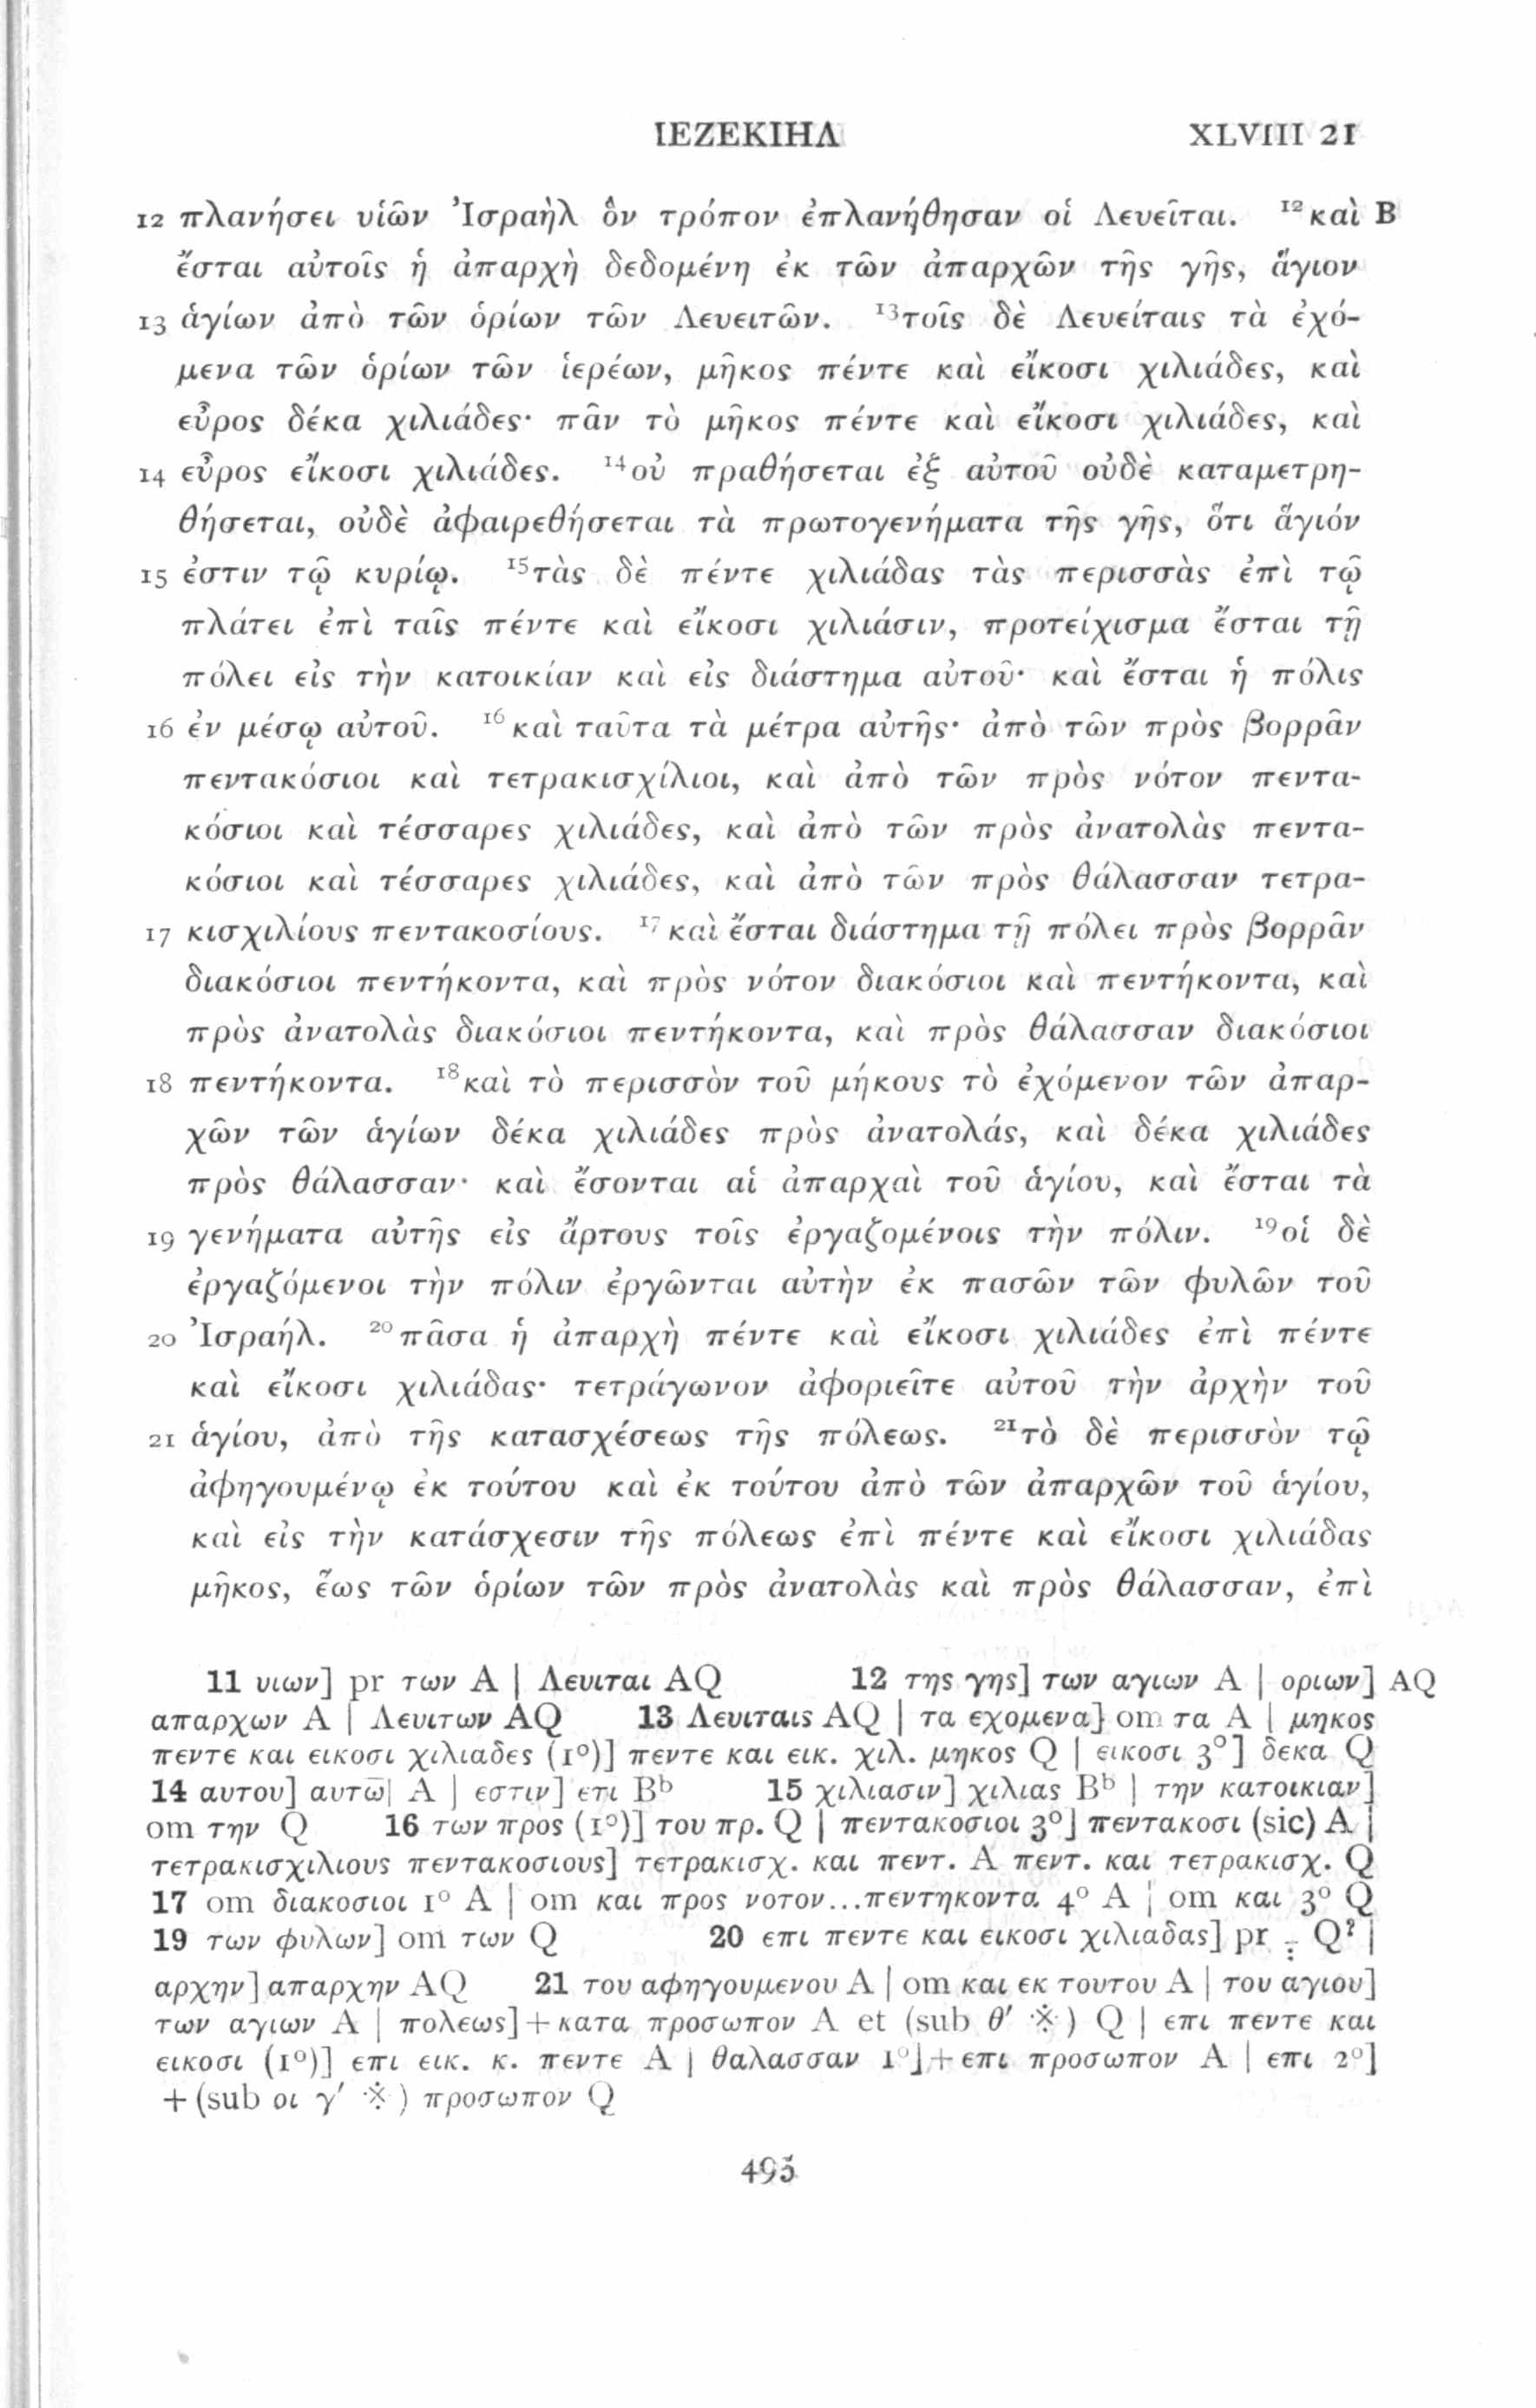 ΙΕΖΕΚΙΗΛ XLVIII 21
12 πλανήσει υἱῶν Ἰσραὴλ ὃν τρόπον ἐπλανήθησαν οἱ Λευεῖται. ¹²καὶ B
ἔσται αὐτοῖς ἡ ἀπαρχὴ δεδομένη ἐκ τῶν ἀπαρχῶν τῆς γῆς, ἅγιον
13 ἁγίων ἀπὸ τῶν ὁρίων τῶν Λευειτῶν. ¹³τοῖς δὲ Λευείταις τὰ ἐχό-
μενα τῶν ὁρίων τῶν ἱερέων, μῆκος πέντε καὶ εἴκοσι χιλιάδες, καὶ
εὖρος δέκα χιλιάδες· πᾶν τὸ μῆκος πέντε καὶ εἴκοσι χιλιάδες, καὶ
14 εὖρος εἴκοσι χιλιάδες. ¹⁴οὐ πραθήσεται ἐξ αὐτοῦ οὐδὲ καταμετρη-
θήσεται, οὐδὲ ἀφαιρεθήσεται τὰ πρωτογενήματα τῆς γῆς, ὅτι ἅγιόν
15 ἐστιν τῷ κυρίῳ. ¹⁵τὰς δὲ πέντε χιλιάδας τὰς περισσὰς ἐπὶ τῷ
πλάτει ἐπὶ ταῖς πέντε καὶ εἴκοσι χιλιάσιν, προτείχισμα ἔσται τῇ
πόλει εἰς τὴν κατοικίαν καὶ εἰς διάστημα αὐτοῦ· καὶ ἔσται ἡ πόλις
16 ἐν μέσῳ αὐτοῦ. ¹⁶καὶ ταῦτα τὰ μέτρα αὐτῆς· ἀπὸ τῶν πρὸς βορρᾶν
πεντακόσιοι καὶ τετρακισχίλιοι, καὶ ἀπὸ τῶν πρὸς νότον πεντα-
κόσιοι καὶ τέσσαρες χιλιάδες, καὶ ἀπὸ τῶν πρὸς ἀνατολὰς πεντα-
κόσιοι καὶ τέσσαρες χιλιάδες, καὶ ἀπὸ τῶν πρὸς θάλασσαν τετρα-
17 κισχιλίους πεντακοσίους. ¹⁷καὶ ἔσται διάστημα τῇ πόλει πρὸς βορρᾶν
διακόσιοι πεντήκοντα, καὶ πρὸς νότον διακόσιοι καὶ πεντήκοντα, καὶ
πρὸς ἀνατολὰς διακόσιοι πεντήκοντα, καὶ πρὸς θάλασσαν διακόσιοι
18 πεντήκοντα. ¹⁸καὶ τὸ περισσὸν τοῦ μήκους τὸ ἐχόμενον τῶν ἀπαρ-
χῶν τῶν ἁγίων δέκα χιλιάδες πρὸς ἀνατολάς, καὶ δέκα χιλιάδες
πρὸς θάλασσαν· καὶ ἔσονται αἱ ἀπαρχαὶ τοῦ ἁγίου, καὶ ἔσται τὰ
19 γενήματα αὐτῆς εἰς ἄρτους τοῖς ἐργαζομένοις τὴν πόλιν. ¹⁹οἱ δὲ
ἐργαζόμενοι τὴν πόλιν ἐργῶνται αὐτὴν ἐκ πασῶν τῶν φυλῶν τοῦ
20 Ἰσραήλ. ²⁰πᾶσα ἡ ἀπαρχὴ πέντε καὶ εἴκοσι χιλιάδες ἐπὶ πέντε
καὶ εἴκοσι χιλιάδας· τετράγωνον ἀφοριεῖτε αὐτοῦ τὴν ἀρχὴν τοῦ
21 ἁγίου, ἀπὸ τῆς κατασχέσεως τῆς πόλεως. ²¹τὸ δὲ περισσὸν τῷ
ἀφηγουμένῳ ἐκ τούτου καὶ ἐκ τούτου ἀπὸ τῶν ἀπαρχῶν τοῦ ἁγίου,
καὶ εἰς τὴν κατάσχεσιν τῆς πόλεως ἐπὶ πέντε καὶ εἴκοσι χιλιάδας
μῆκος, ἕως τῶν ὁρίων τῶν πρὸς ἀνατολὰς καὶ πρὸς θάλασσαν, ἐπὶ
11 υιων] pr των A | Λευιται AQ 12 της γης] των αγιων A | οριων] AQ
απαρχων A | Λευιτων AQ 13 Λευιταις AQ | τα εχομενα] om τα A | μηκος
πεντε και εικοσι χιλιαδες (1°)] πεντε και εικ. χιλ. μηκος Q | εικοσι 3°] δεκα Q
14 αυτου] αυτω̄| A | εστιν] ετι Bᵇ 15 χιλιασιν] χιλιας Bᵇ | την κατοικιαν]
om την Q 16 των προς (1°)] του πρ. Q | πεντακοσιοι 3°] πεντακοσι (sic) A |
τετρακισχιλιους πεντακοσιους] τετρακισχ. και πεντ. A πεντ. και τετρακισχ. Q
17 om διακοσιοι 1° A | om και προς νοτον...πεντηκοντα 4° A | om και 3° Q
19 των φυλων] om των Q 20 επι πεντε και εικοσι χιλιαδας] pr ÷ Q? |
αρχην] απαρχην AQ 21 του αφηγουμενου A | om και εκ τουτου A | του αγιου]
των αγιων A | πολεως]+κατα προσωπον A et (sub θ′ ※) Q | επι πεντε και
εικοσι (1°)] επι εικ. κ. πεντε A | θαλασσαν 1°]+επι προσωπον A | επι 2°]
+(sub οι γ′ ※) προσωπον Q
495